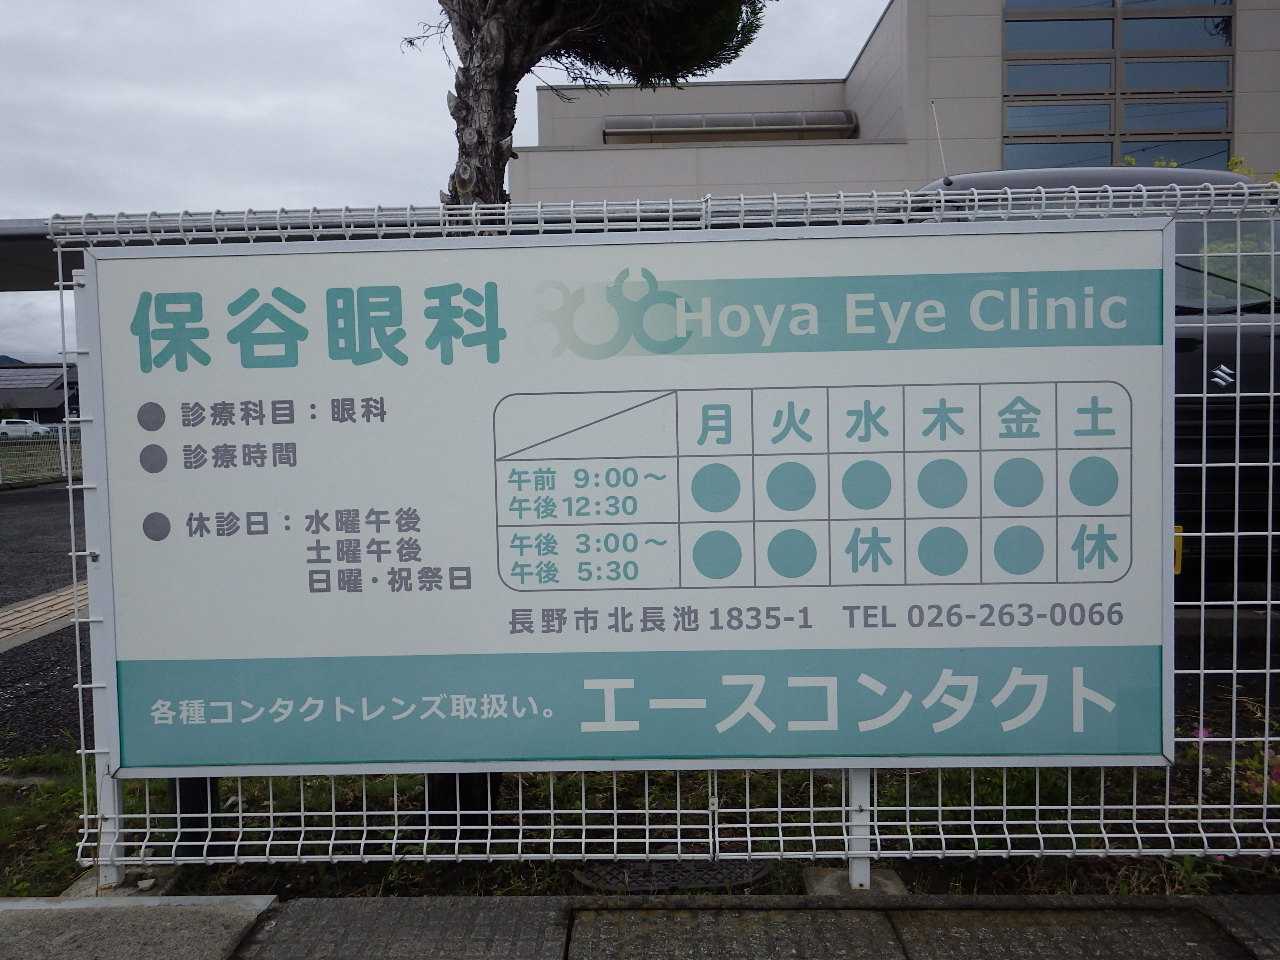 保谷眼科
Hoya Eye Clinic
●診療科目：眼科
●診療時間
●休診日：水曜午後
土曜午後
日曜・祝祭日
月 火 水 木 金 土
午前 9:00～
午後12:30
● ● ● ● ● ●
午後 3:00～
午後 5:30
● ● 休 ● ● 休
長野市北長池1835-1 TEL 026-263-0066
各種コンタクトレンズ取扱い。 エースコンタクト